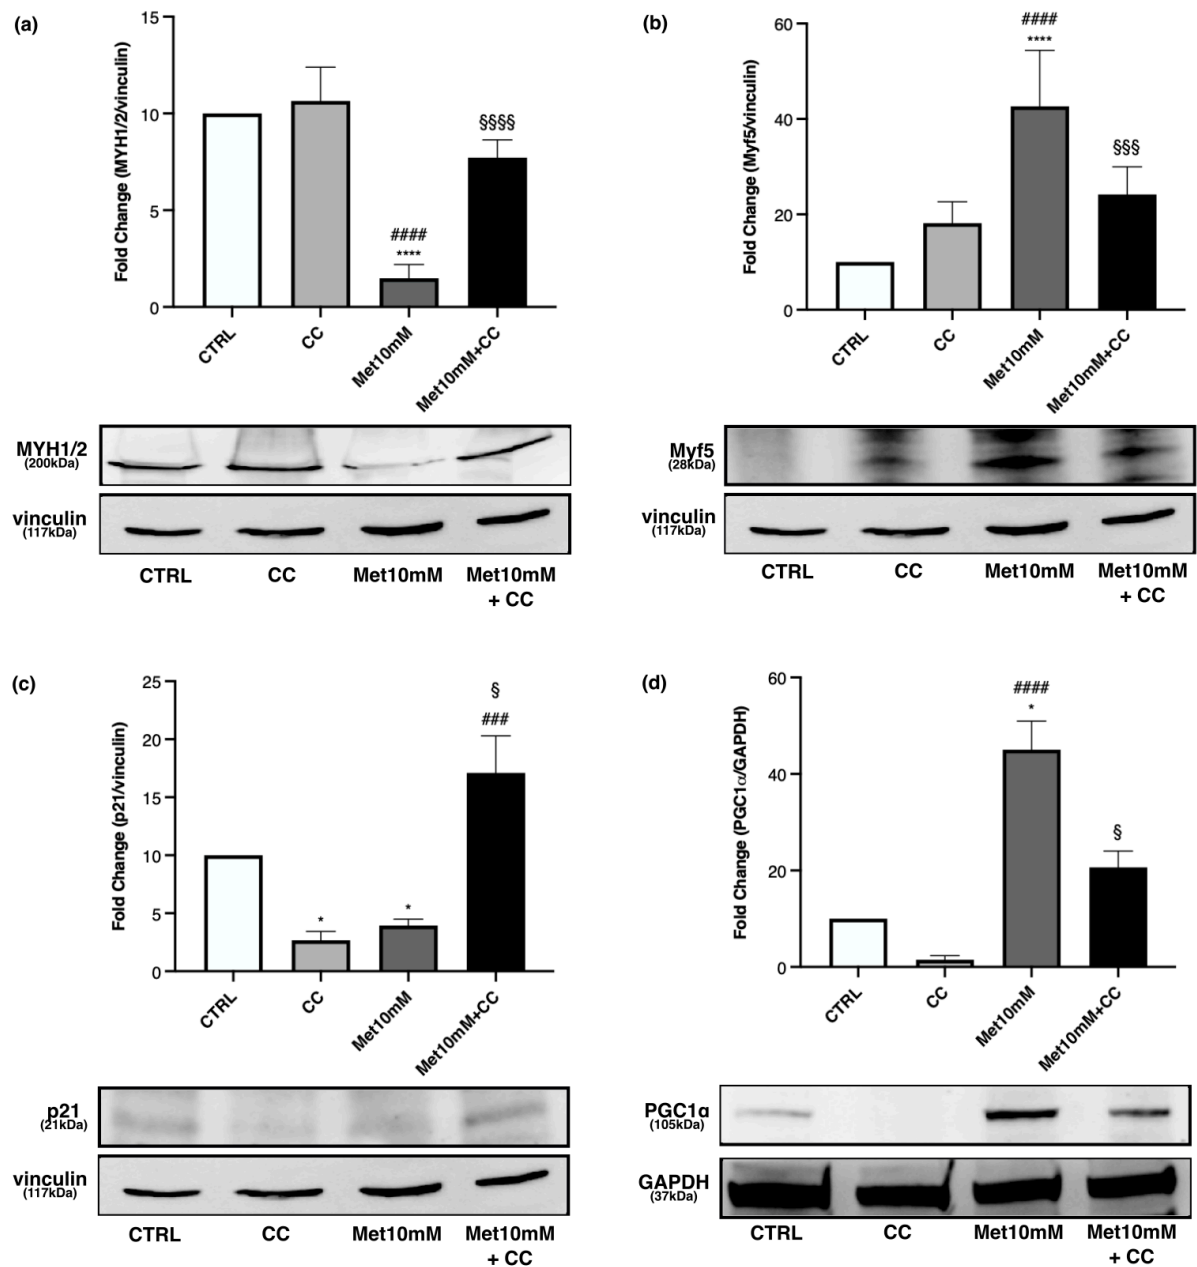 (a)
Fold Change (MYH1/2/vinculin)
15
10
5
0
####
****
§§§§
CTRL
CC
Met10mM
Met10mM+CC
MYH1/2
(200kDa)
vinculin
(117kDa)
CTRL CC Met10mM Met10mM
+ CC
(b)
Fold Change (Myf5/vinculin)
60
40
20
0
####
****
§§§
CTRL
CC
Met10mM
Met10mM+CC
Myf5
(28kDa)
vinculin
(117kDa)
CTRL CC Met10mM Met10mM
+ CC
(c)
Fold Change (p21/vinculin)
25
20
15
10
5
0
*
*
§
###
CTRL
CC
Met10mM
Met10mM+CC
p21
(21kDa)
vinculin
(117kDa)
CTRL CC Met10mM Met10mM
+ CC
(d)
Fold Change (PGC1α/GAPDH)
60
40
20
0
####
*
§
CTRL
CC
Met10mM
Met10mM+CC
PGC1α
(105kDa)
GAPDH
(37kDa)
CTRL CC Met10mM Met10mM
+ CC